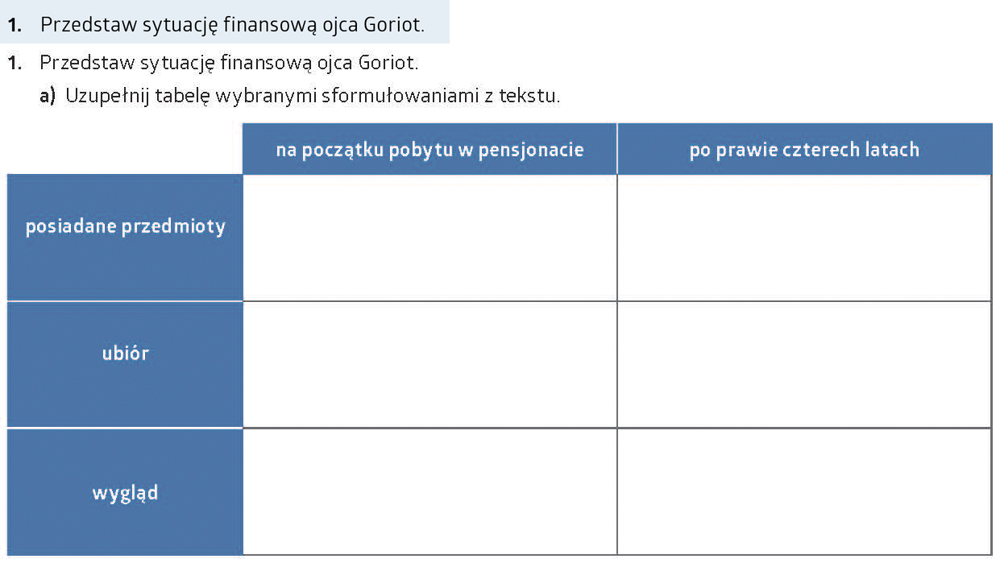 1. Przedstaw sytuację finansową ojca Goriot.
1. Przedstaw sytuację finansową ojca Goriot.
a) Uzupełnij tabelę wybranymi sformułowaniami z tekstu.
na początku pobytu w pensjonacie po prawie czterech latach
posiadane przedmioty
ubiór
wygląd